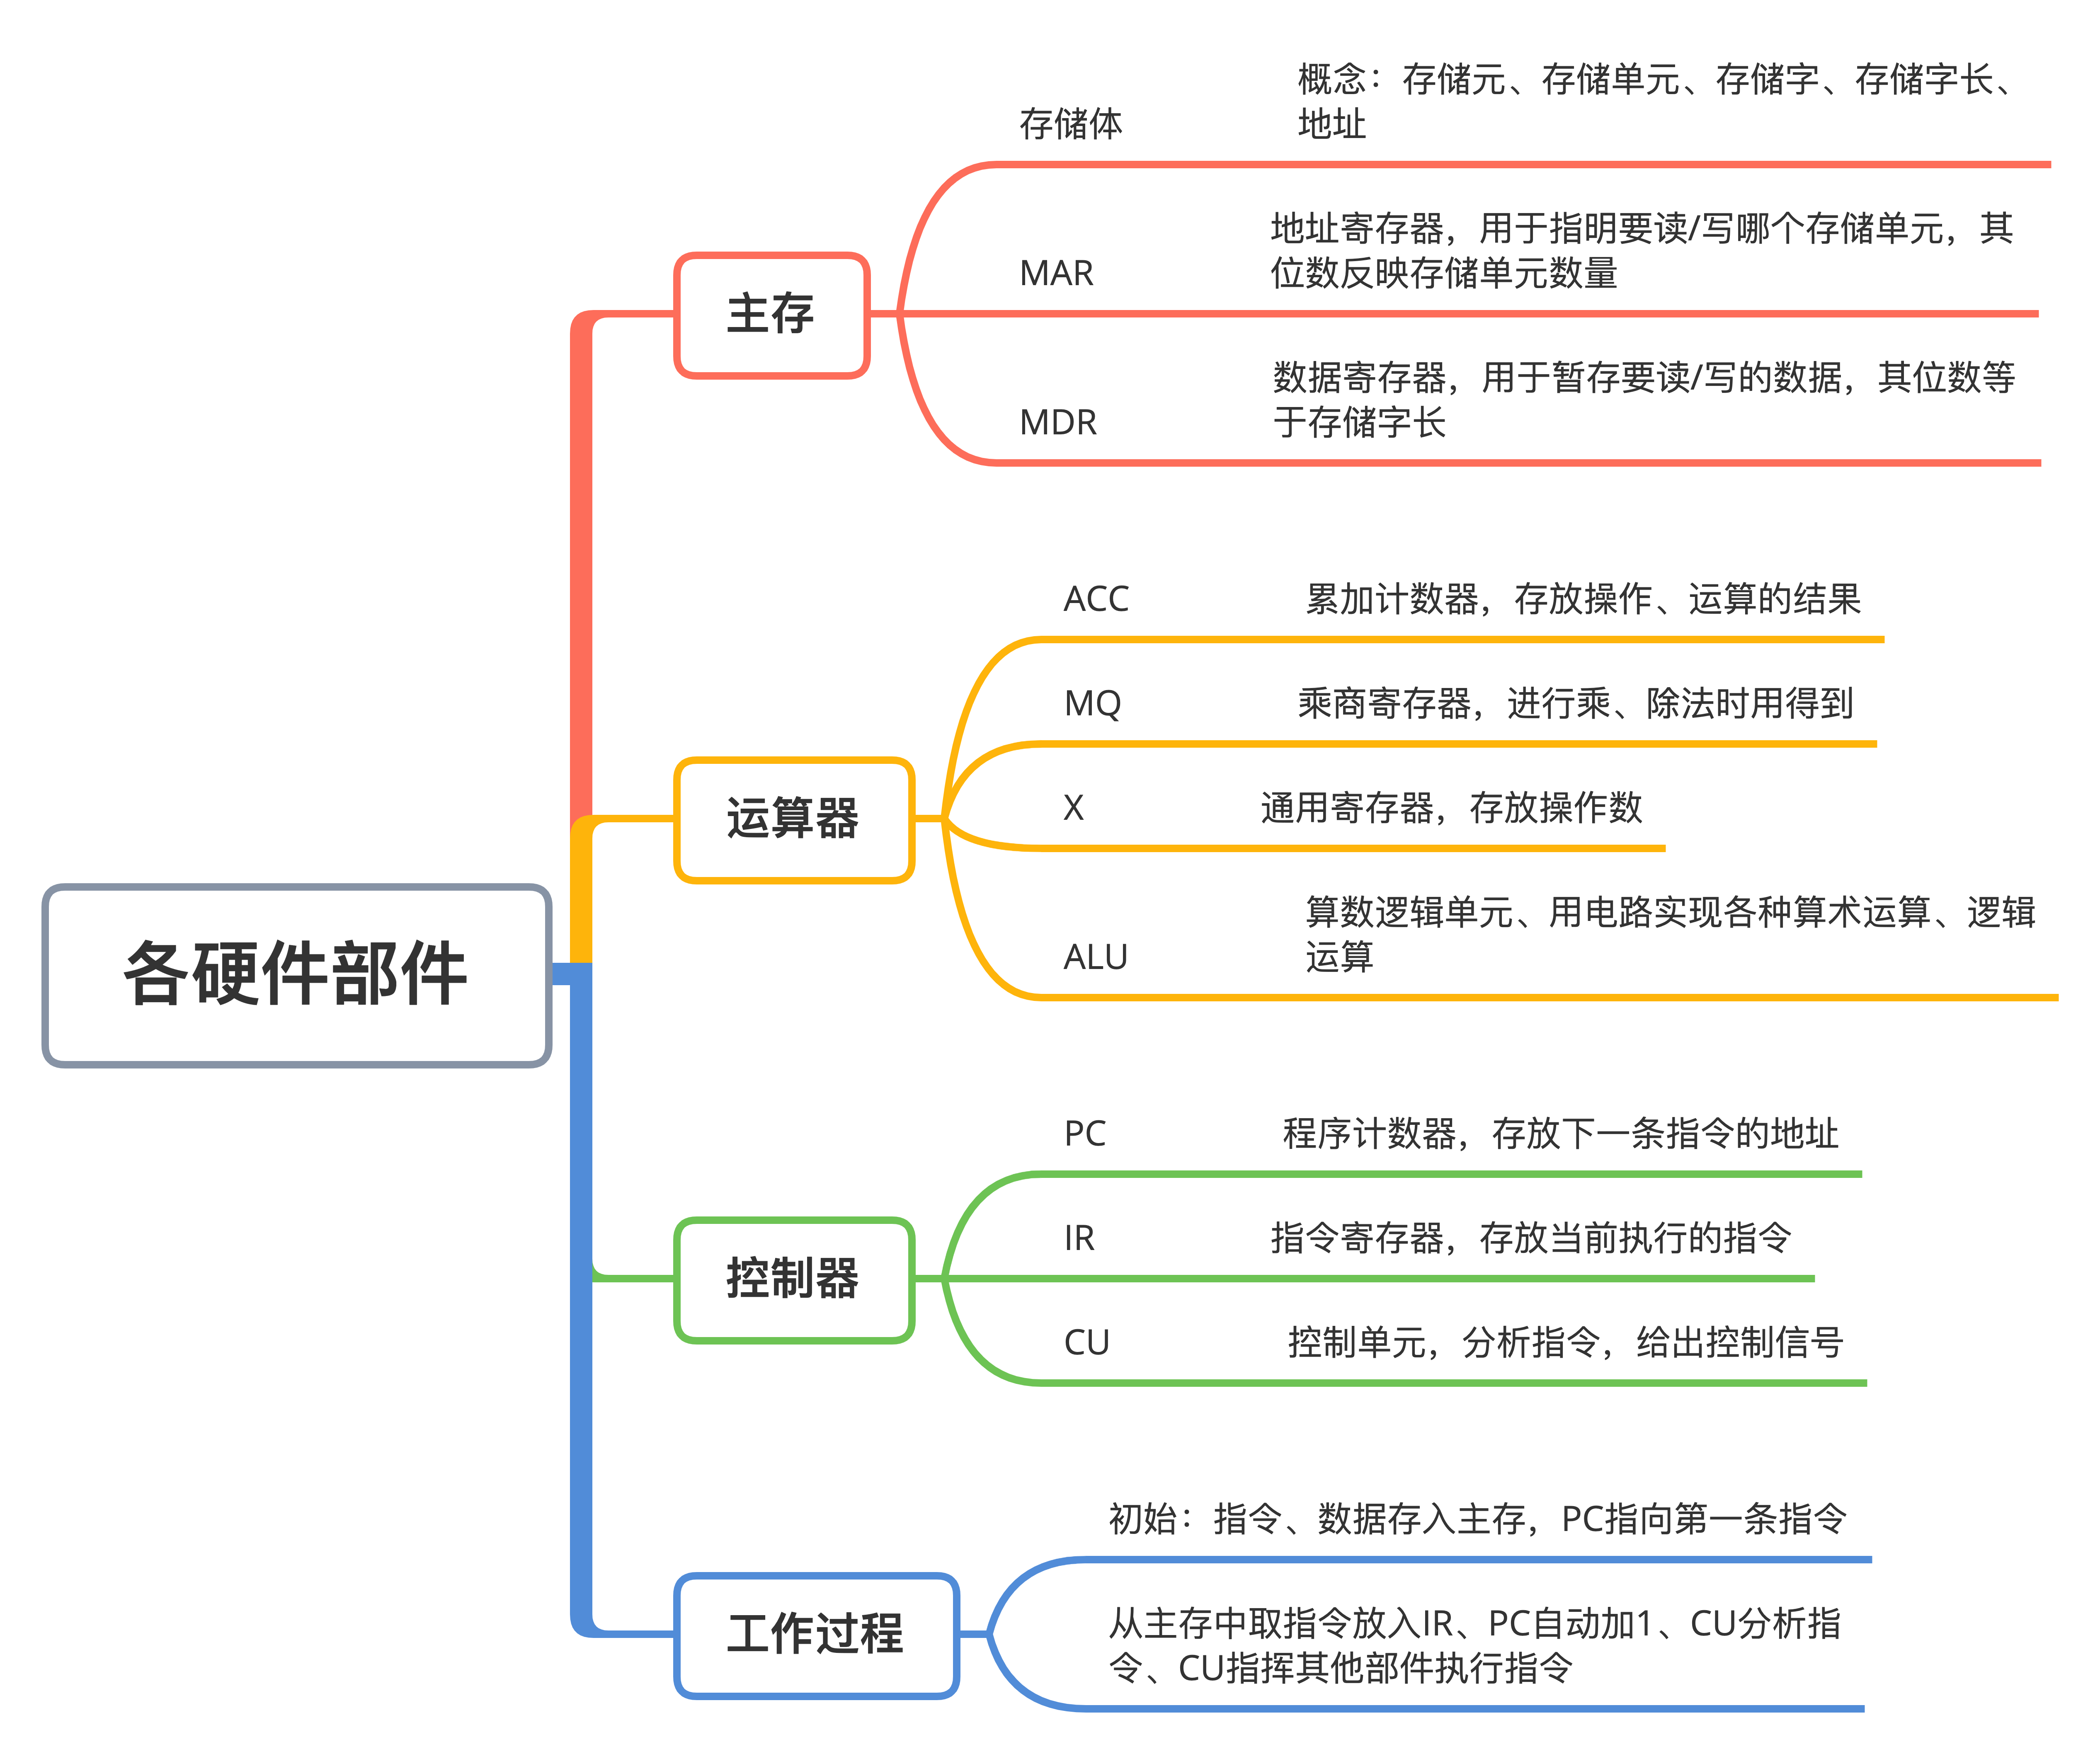 各硬件部件
主存
存储体
概念：存储元、存储单元、存储字、存储字长、
地址
MAR
地址寄存器，用于指明要读/写哪个存储单元，其
位数反映存储单元数量
MDR
数据寄存器，用于暂存要读/写的数据，其位数等
于存储字长
运算器
ACC
累加计数器，存放操作、运算的结果
MQ
乘商寄存器，进行乘、除法时用得到
X
通用寄存器，存放操作数
ALU
算数逻辑单元、用电路实现各种算术运算、逻辑
运算
控制器
PC
程序计数器，存放下一条指令的地址
IR
指令寄存器，存放当前执行的指令
CU
控制单元，分析指令，给出控制信号
工作过程
初始：指令、数据存入主存，PC指向第一条指令
从主存中取指令放入IR、PC自动加1、CU分析指
令、CU指挥其他部件执行指令